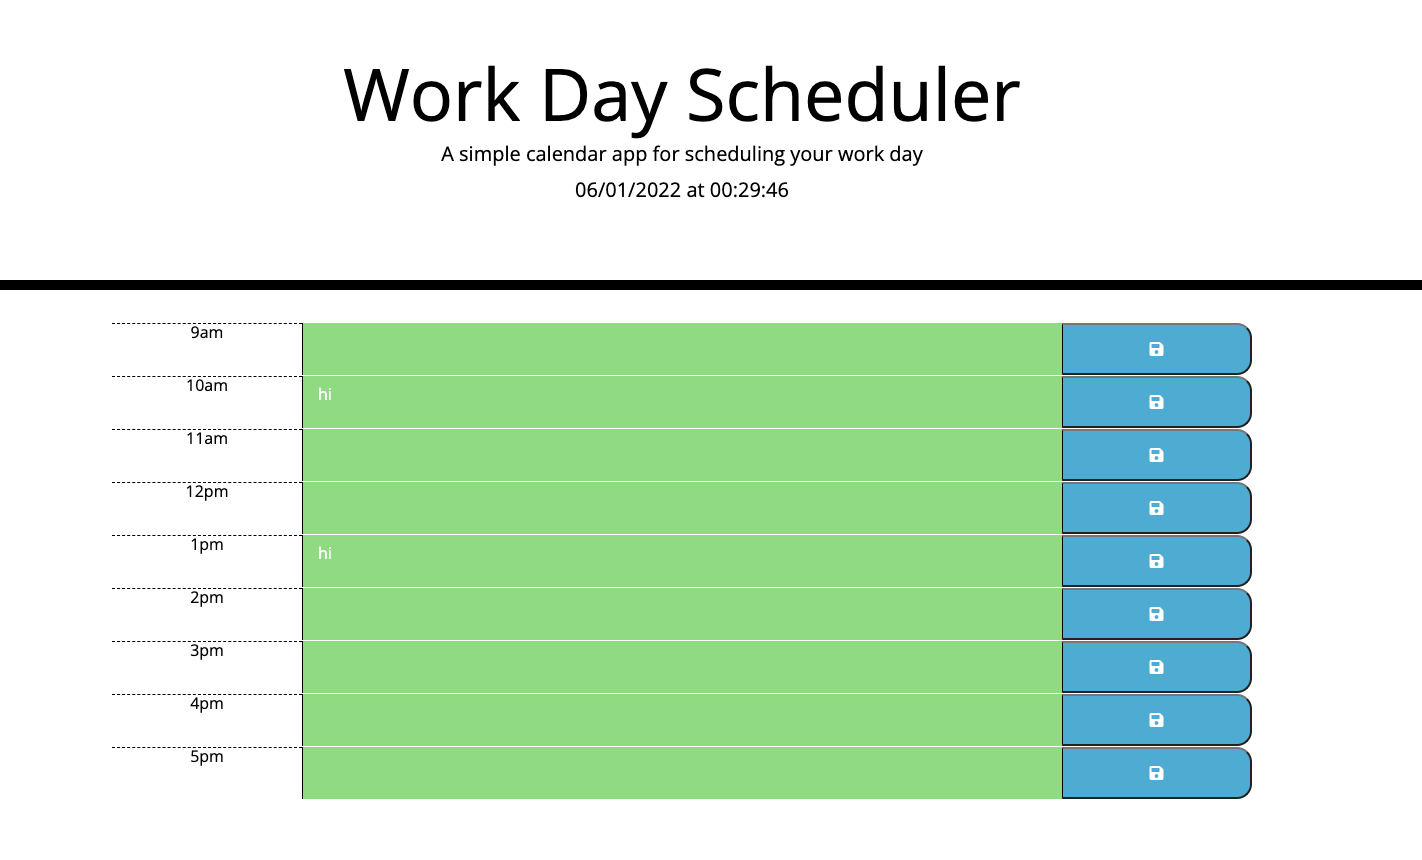 Work Day Scheduler
A simple calendar app for scheduling your work day
06/01/2022 at 00:29:46
9am
10am
hi
11am
12pm
1pm
hi
2pm
3pm
4pm
5pm